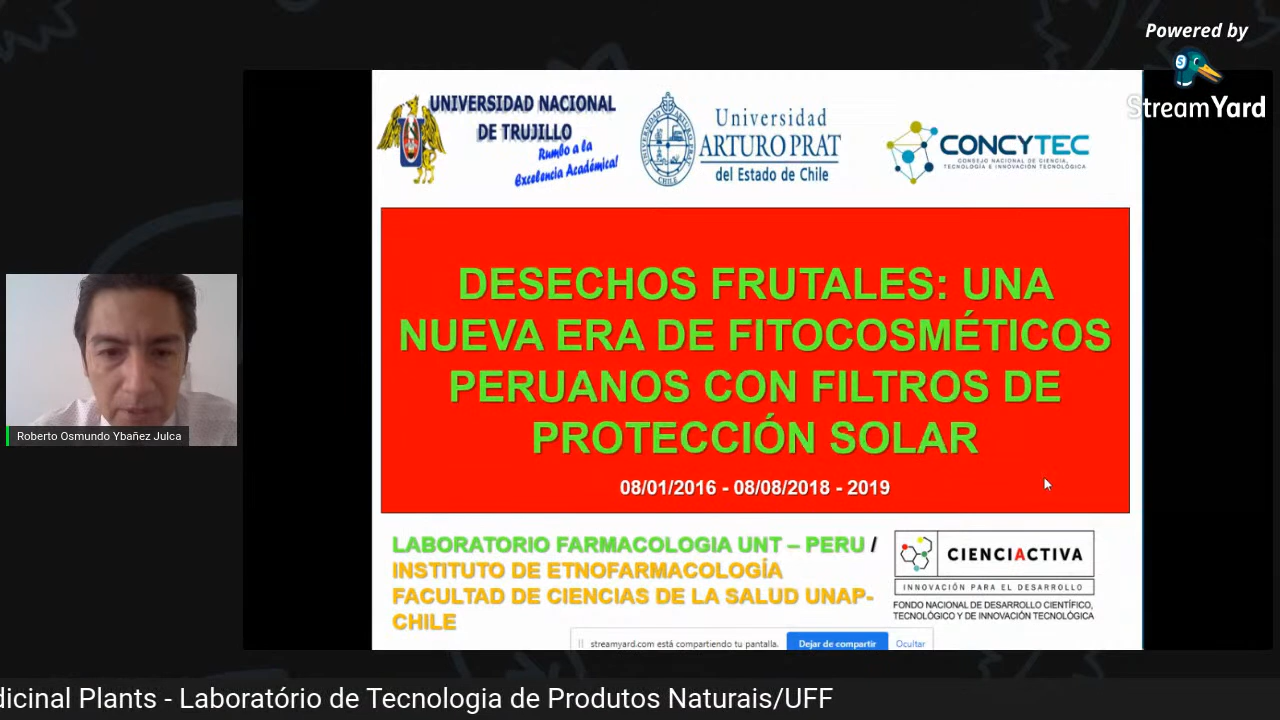 Powered by
StreamYard
UNIVERSIDAD NACIONAL
DE TRUJILLO
Rumbo a la
Excelencia Académica!
Universidad
ARTURO PRAT
del Estado de Chile
CONCYTEC
CONSEJO NACIONAL DE CIENCIA,
TECNOLOGÍA E INNOVACIÓN TECNOLÓGICA
DESECHOS FRUTALES: UNA
NUEVA ERA DE FITOCOSMÉTICOS
PERUANOS CON FILTROS DE
PROTECCIÓN SOLAR
08/01/2016 - 08/08/2018 - 2019
Roberto Osmundo Ybañez Julca
LABORATORIO FARMACOLOGIA UNT – PERU /
INSTITUTO DE ETNOFARMACOLOGÍA
FACULTAD DE CIENCIAS DE LA SALUD UNAP-
CHILE
CIENCIACTIVA
INNOVACIÓN PARA EL DESARROLLO
FONDO NACIONAL DE DESARROLLO CIENTÍFICO,
TECNOLÓGICO Y DE INNOVACIÓN TECNOLÓGICA
streamyard.com está compartiendo tu pantalla.
Dejar de compartir
Ocultar
dicinal Plants - Laboratório de Tecnologia de Produtos Naturais/UFF